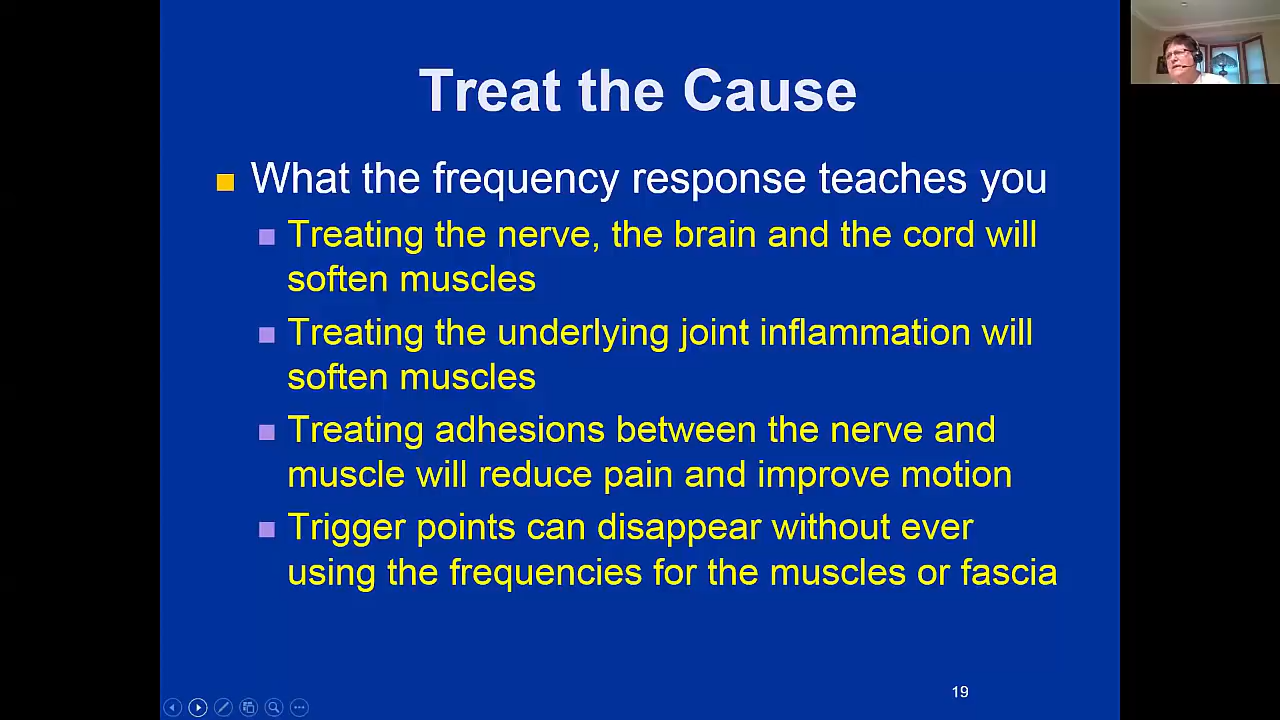 Treat the Cause
What the frequency response teaches you
Treating the nerve, the brain and the cord will
soften muscles
Treating the underlying joint inflammation will
soften muscles
Treating adhesions between the nerve and
muscle will reduce pain and improve motion
Trigger points can disappear without ever
using the frequencies for the muscles or fascia
19